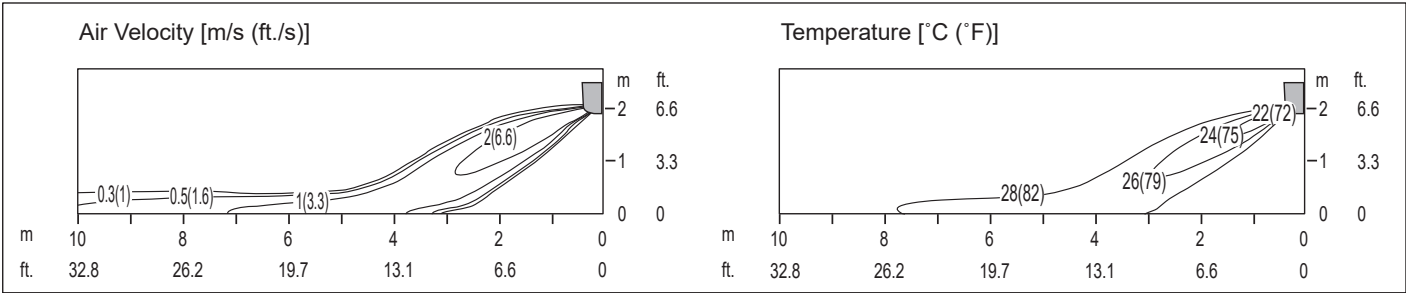 Air Velocity [m/s (ft./s)]
m ft.
2 6.6
1 3.3
0 0
2(6.6)
0.3(1) 0.5(1.6) 1(3.3)
m 10 8 6 4 2 0
ft. 32.8 26.2 19.7 13.1 6.6 0
Temperature [˚C (˚F)]
m ft.
2 6.6
1 3.3
0 0
22(72)
24(75)
26(79)
28(82)
m 10 8 6 4 2 0
ft. 32.8 26.2 19.7 13.1 6.6 0